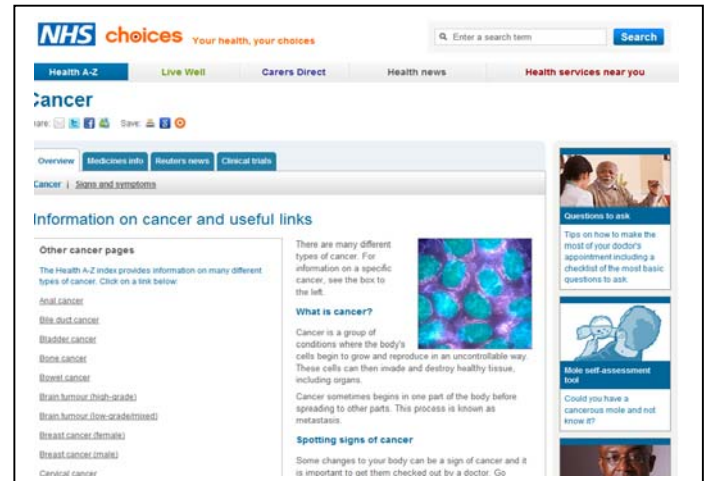 NHS choices Your health, your choices
Enter a search term
Search
Health A-Z
Live Well
Carers Direct
Health news
Health services near you
Cancer
hare:
Save:
Overview
Medicines info
Reuters news
Clinical trials
Cancer | Signs and symptoms
Information on cancer and useful links
Other cancer pages
The Health A-Z index provides information on many different
types of cancer. Click on a link below:
Anal cancer
Bile duct cancer
Bladder cancer
Bone cancer
Bowel cancer
Brain tumour (high-grade)
Brain tumour (low-grade/mixed)
Breast cancer (female)
Breast cancer (male)
Cervical cancer
There are many different
types of cancer. For
information on a specific
cancer, see the box to
the left.
What is cancer?
Cancer is a group of
conditions where the body's
cells begin to grow and reproduce in an uncontrollable way.
These cells can then invade and destroy healthy tissue,
including organs.
Cancer sometimes begins in one part of the body before
spreading to other parts. This process is known as
metastasis.
Spotting signs of cancer
Some changes to your body can be a sign of cancer and it
is important to get them checked out by a doctor. Go
Questions to ask
Tips on how to make the
most of your doctor's
appointment including a
checklist of the most basic
questions to ask.
Mole self-assessment
tool
Could you have a
cancerous mole and not
know it?